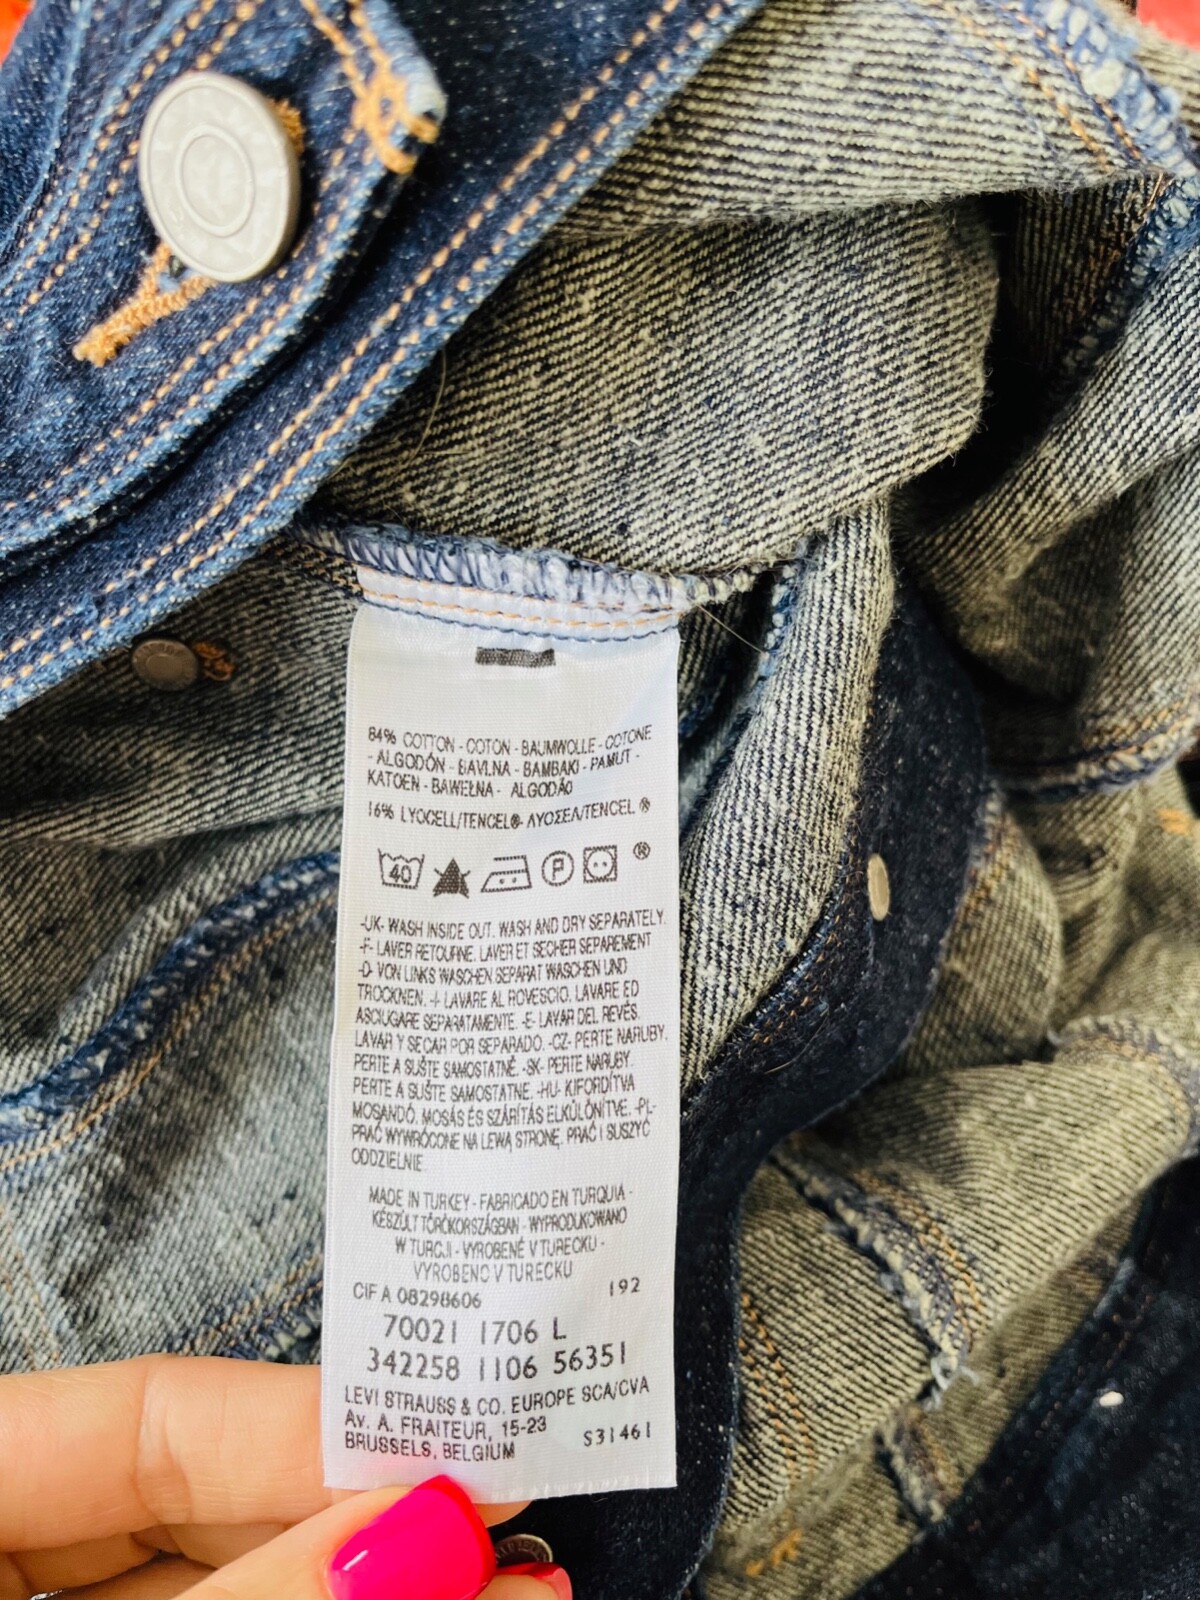 84% COTTON - COTON - BAUMWOLLE - COTONE
- ALGODÓN - BAVLNA - BAMBAKI - PAMUT -
KATOEN - BAWEŁNA - ALGODÃO
16% LYOCELL/TENCEL® - ΛΥΟΣΕΛ/TENCEL ®
40 P ®
-UK- WASH INSIDE OUT. WASH AND DRY SEPARATELY.
-F- LAVER RETOURNE. LAVER ET SECHER SEPAREMENT
-D- VON LINKS WASCHEN SEPARAT WASCHEN UND
TROCKNEN. -I- LAVARE AL ROVESCIO. LAVARE ED
ASCIUGARE SEPARATAMENTE. -E- LAVAR DEL REVÉS.
LAVAR Y SECAR POR SEPARADO. -CZ- PERTE NARUBY.
PERTE A SUŠTE SAMOSTATNĚ. -SK- PERTE NARUBY.
PERTE A SUŠTE SAMOSTATNE. -HU- KIFORDÍTVA
MOSANDÓ. MOSÁS ÉS SZÁRÍTÁS ELKÜLÖNÍTVE. -PL-
PRAĆ WYWRÓCONE NA LEWĄ STRONĘ. PRAĆ I SUSZYĆ
ODDZIELNIE
MADE IN TURKEY - FABRICADO EN TURQUIA -
KÉSZÜLT TÖRÖKORSZÁGBAN - WYPRODUKOWANO
W TURCJI - VYROBENÉ V TURECKU -
VYROBENO V TURECKU
CIF A 08298606 192
70021 1706 L
342258 1106 56351
LEVI STRAUSS & CO. EUROPE SCA/CVA
Av. A. FRAITEUR, 15-23
BRUSSELS, BELGIUM S31461